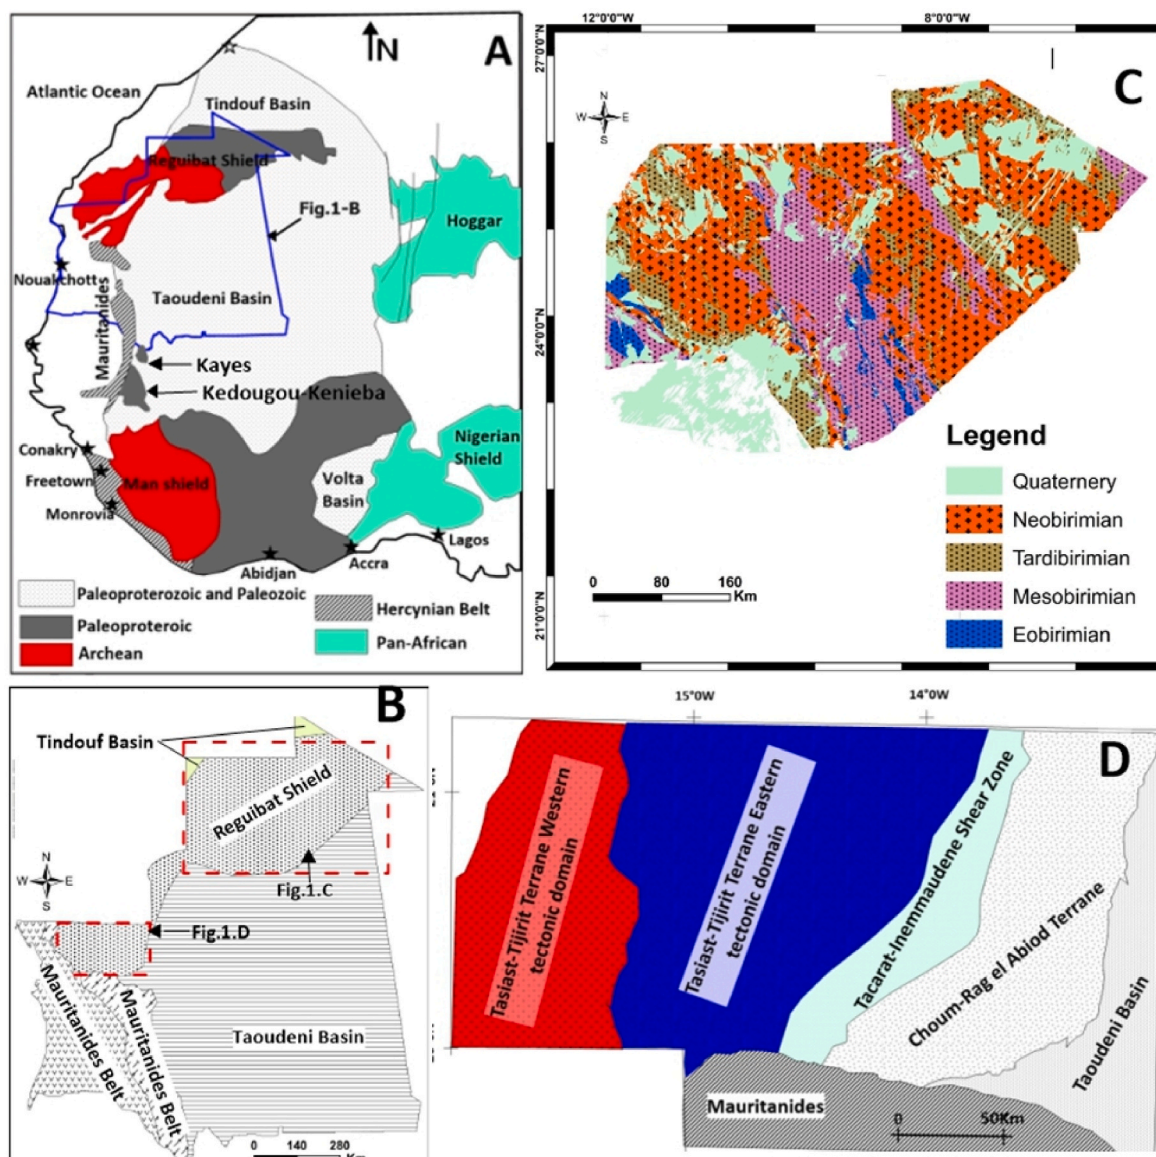 A
N
Atlantic Ocean
Tindouf Basin
Reguibat Shield
Fig.1-B
Hoggar
Nouakchott
Taoudeni Basin
Mauritanides
Kayes
Kedougou-Kenieba
Conakry
Freetown
Monrovia
Man shield
Volta
Basin
Nigerian
Shield
Lagos
Accra
Abidjan
Paleoproterozoic and Paleozoic
Paleoproteroic
Archean
Hercynian Belt
Pan-African
12°0'0"W
8°0'0"W
27°0'0"N
24°0'0"N
21°0'0"N
C
N
W E
S
Legend
Quaternery
Neobirimian
Tardibirimian
Mesobirimian
Eobirimian
0 80 160
Km
B
Tindouf Basin
Reguibat Shield
N
W E
S
Fig.1.C
Fig.1.D
Mauritanides Belt
Mauritanides Belt
Taoudeni Basin
0 140 280
15°W
14°W
D
Tasiast-Tijirit Terrane Western
tectonic domain
Tasiast-Tijirit Terrane Eastern
tectonic domain
Tacarat-Inemmaudene Shear Zone
Choum-Rag el Abiod Terrane
Taoudeni Basin
Mauritanides
0 50Km